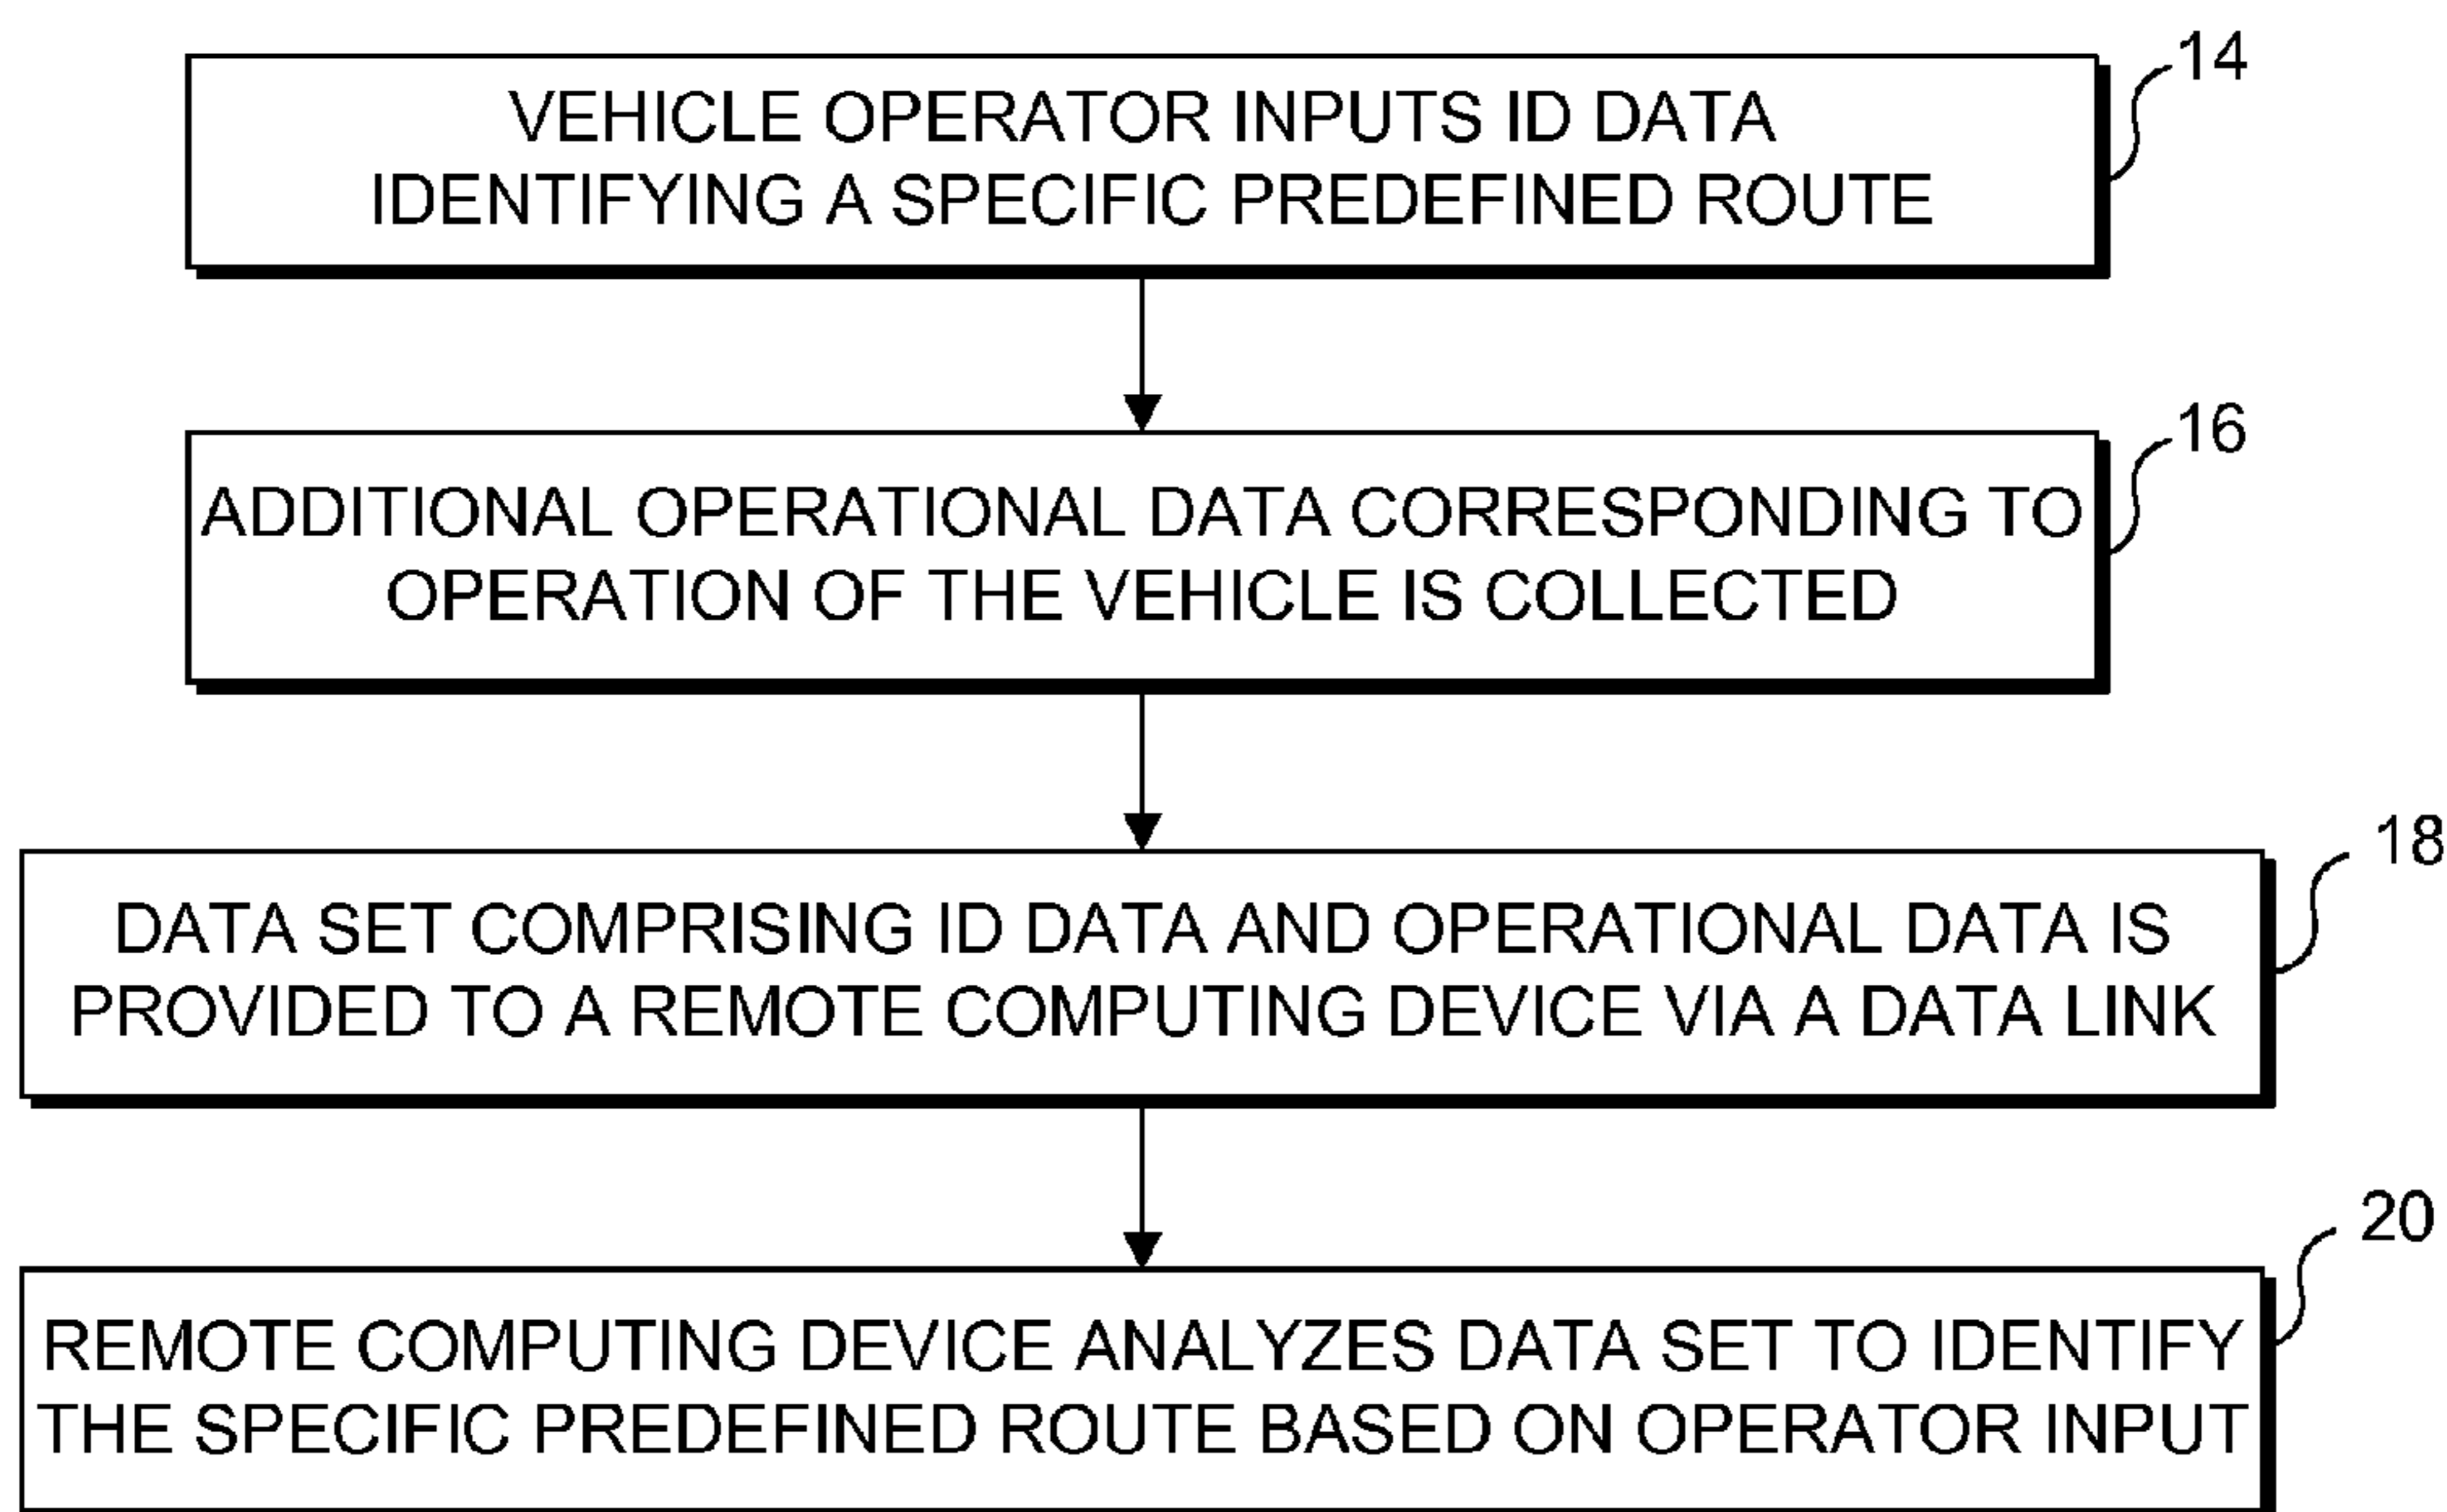 14
VEHICLE OPERATOR INPUTS ID DATA
IDENTIFYING A SPECIFIC PREDEFINED ROUTE
16
ADDITIONAL OPERATIONAL DATA CORRESPONDING TO
OPERATION OF THE VEHICLE IS COLLECTED
18
DATA SET COMPRISING ID DATA AND OPERATIONAL DATA IS
PROVIDED TO A REMOTE COMPUTING DEVICE VIA A DATA LINK
20
REMOTE COMPUTING DEVICE ANALYZES DATA SET TO IDENTIFY
THE SPECIFIC PREDEFINED ROUTE BASED ON OPERATOR INPUT